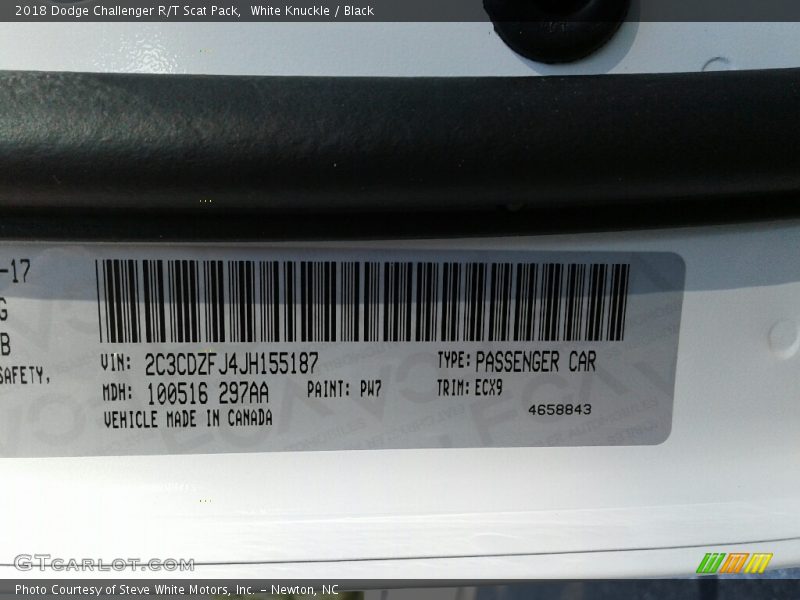 2018 Dodge Challenger R/T Scat Pack,  White Knuckle / Black
-17
G
B
SAFETY,
VIN: 2C3CDZFJ4JH155187
TYPE: PASSENGER CAR
MDH: 100516 297AA
PAINT: PW7
TRIM: ECX9
VEHICLE MADE IN CANADA
4658843
GTcarlot.com
Photo Courtesy of Steve White Motors, Inc. – Newton, NC